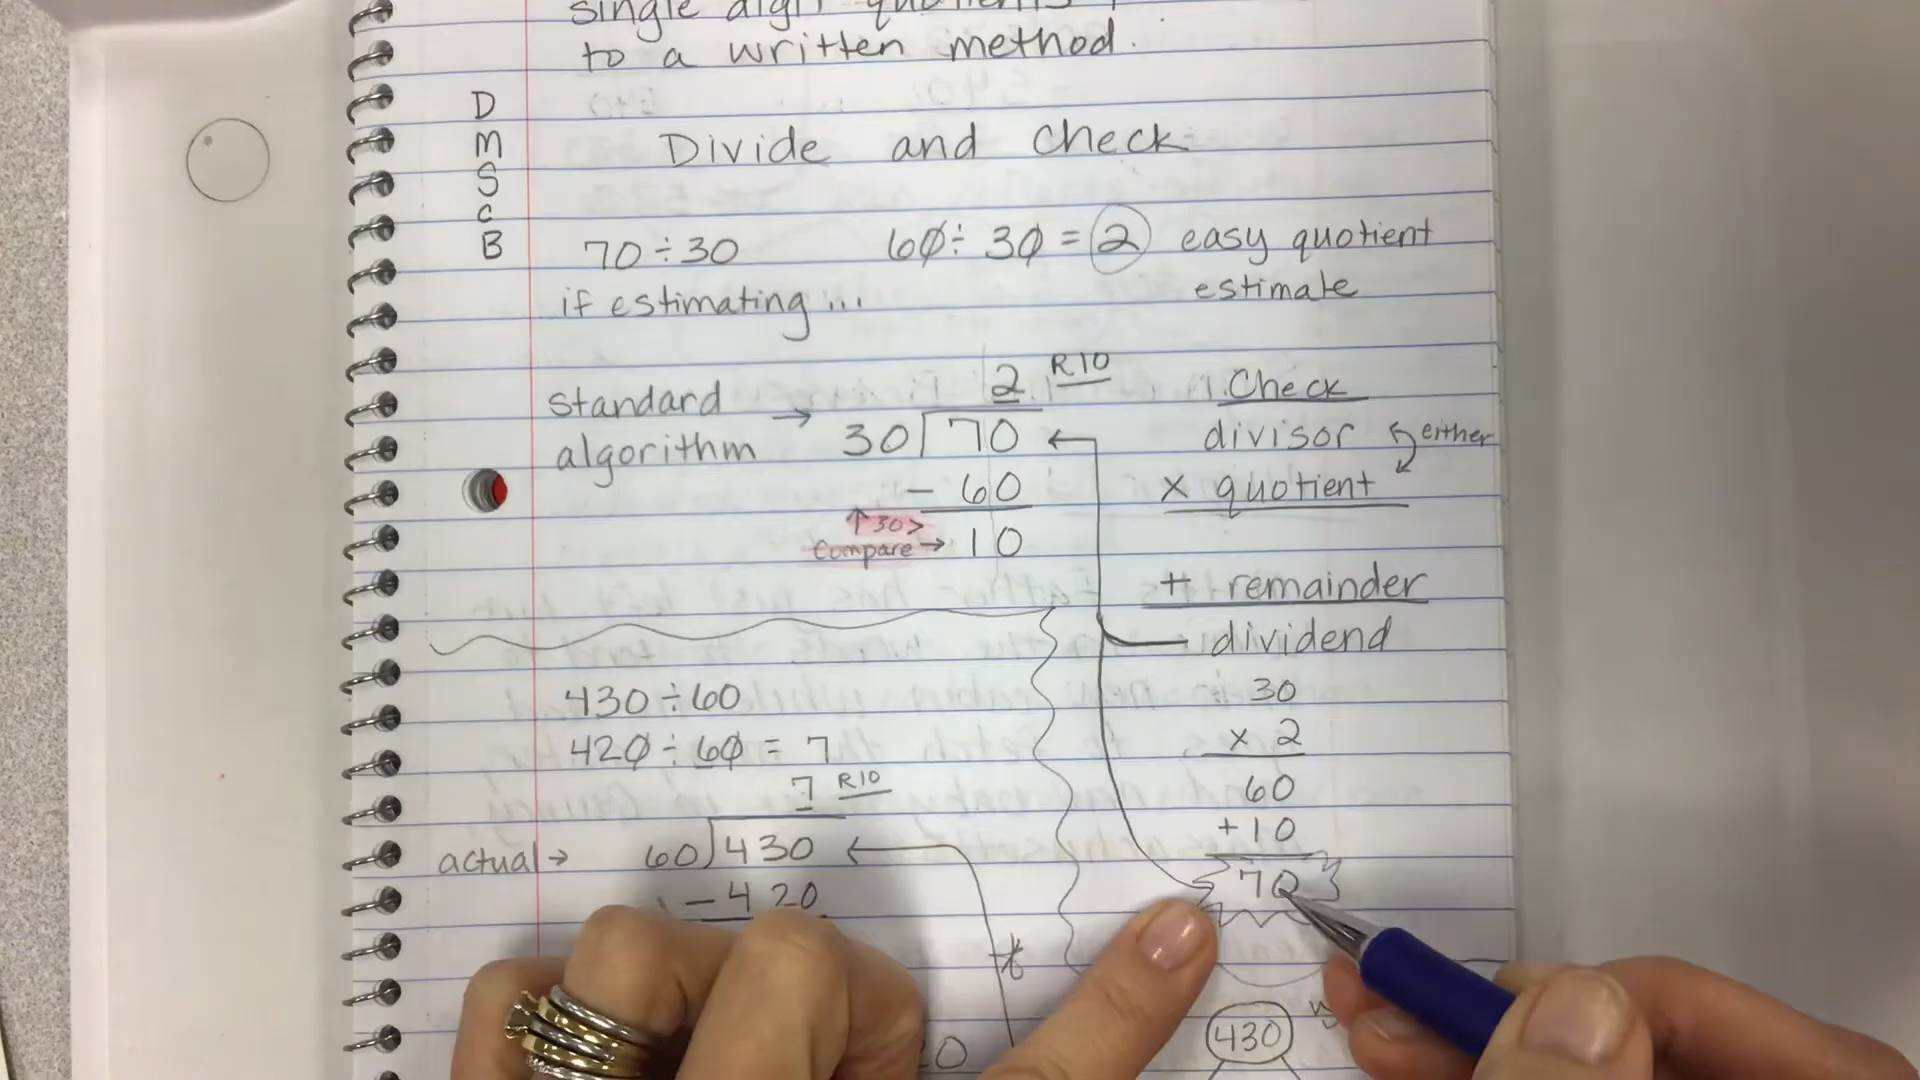 single digit quotients
to a written method.
D
M
S
C
B
Divide and Check
70 ÷ 30
60 ÷ 30 = 2 easy quotient
estimate
if estimating...
standard
algorithm →
2 R10
30 70
- 60
↑ 30 >
Compare → 10
Check
divisor either
x quotient
+ remainder
dividend
30
x 2
60
+10
70
430 ÷ 60
420 ÷ 60 = 7
7 R10
actual → 60 430
- 420
430